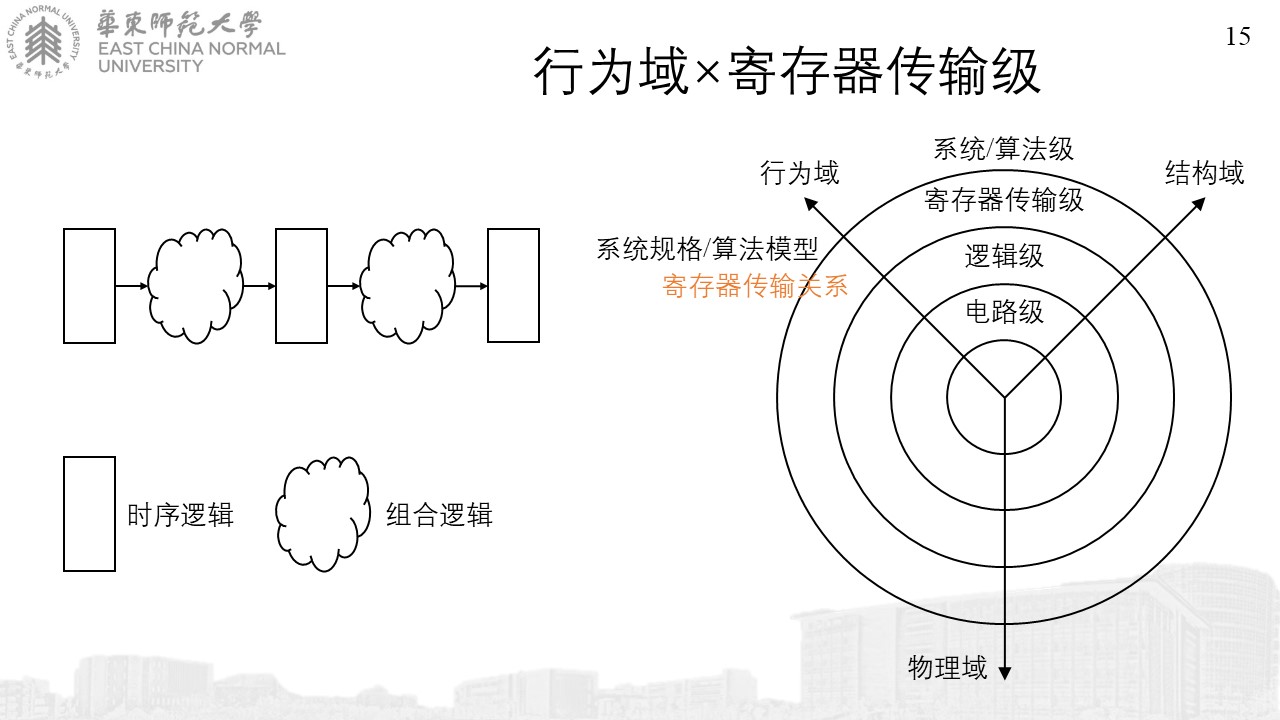 華東師範大學
EAST CHINA NORMAL
UNIVERSITY
EAST CHINA NORMAL UNIVERSITY
華東师范大學
15
行为域×寄存器传输级
系统/算法级
行为域
结构域
寄存器传输级
系统规格/算法模型
逻辑级
寄存器传输关系
电路级
时序逻辑
组合逻辑
物理域